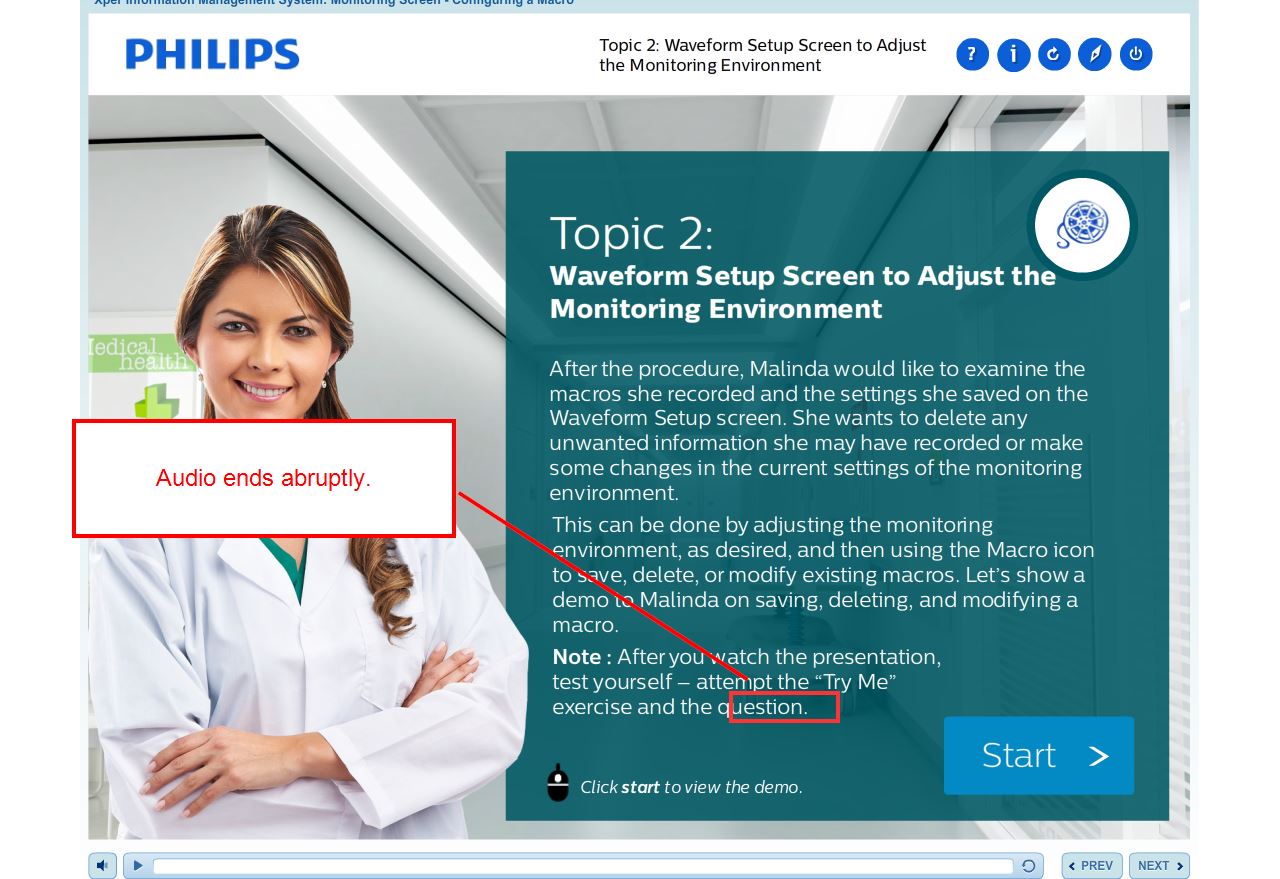 Xper Information Management System: Monitoring Screen - Configuring a Macro
PHILIPS
Topic 2: Waveform Setup Screen to Adjust
the Monitoring Environment
?
i
Topic 2:
Waveform Setup Screen to Adjust the
Monitoring Environment
After the procedure, Malinda would like to examine the
macros she recorded and the settings she saved on the
Waveform Setup screen. She wants to delete any
unwanted information she may have recorded or make
some changes in the current settings of the monitoring
environment.
This can be done by adjusting the monitoring
environment, as desired, and then using the Macro icon
to save, delete, or modify existing macros. Let’s show a
demo to Malinda on saving, deleting, and modifying a
macro.
Note : After you watch the presentation,
test yourself – attempt the “Try Me”
exercise and the question.
Click start to view the demo.
Start >
Medical
health
Audio ends abruptly.
PREV
NEXT